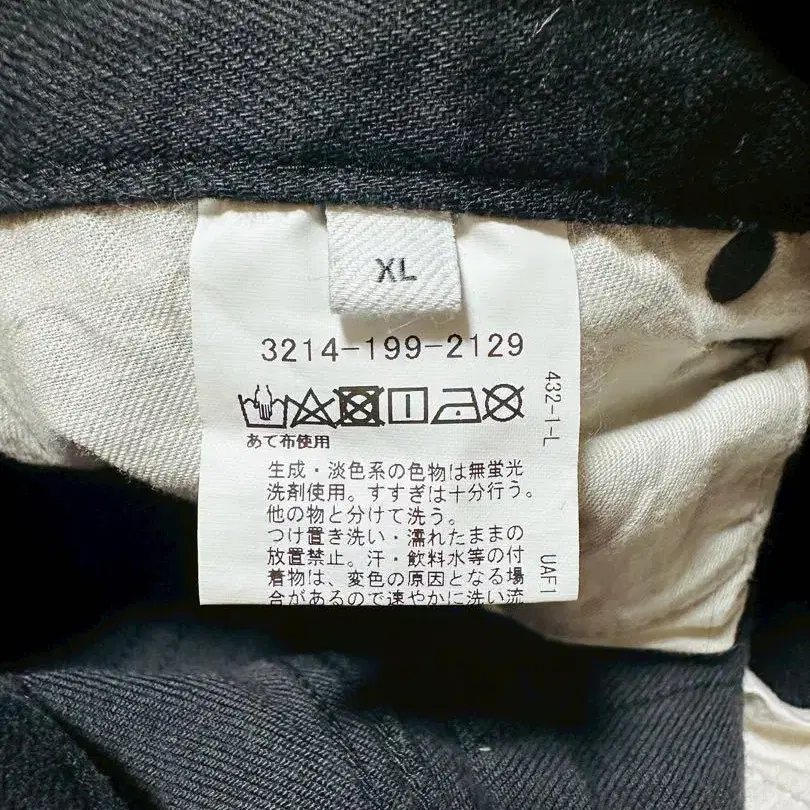 XL
3214-199-2129
あて布使用
生成・淡色系の色物は無蛍光
洗剤使用。すすぎは十分行う。
他の物と分けて洗う。
つけ置き洗い・濡れたままの
放置禁止。汗・飲料水等の付
着物は、変色の原因となる場
合があるので速やかに洗い流
432-1-L
UAF1